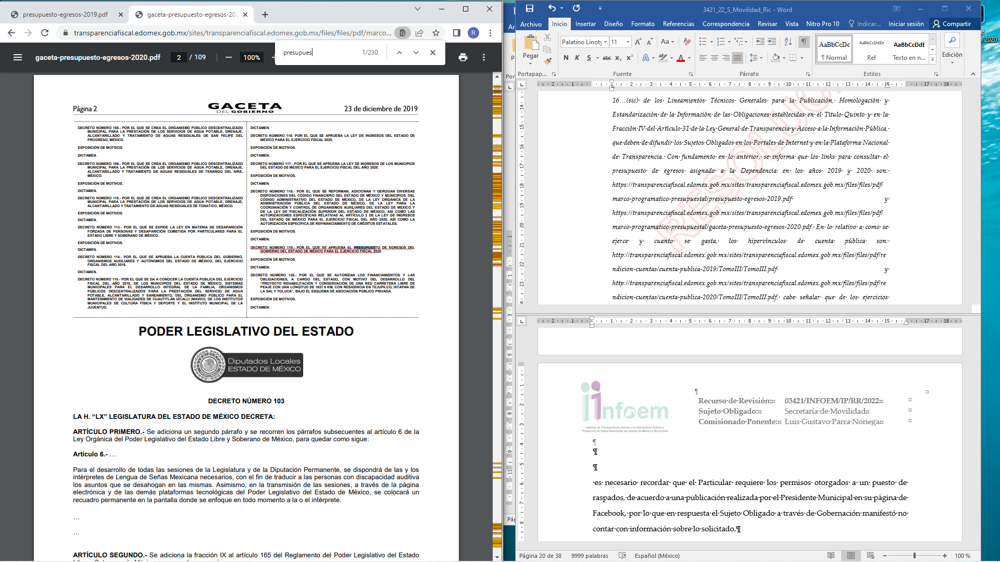 presupuesto-egresos-2019.pdf
gaceta-presupuesto-egresos-202
transparenciafiscal.edomex.gob.mx/sites/transparenciafiscal.edomex.gob.mx/files/files/pdf/marco...
R
presupues
1/230
gaceta-presupuesto-egresos-2020.pdf
2 / 109
100%
Página 2
GACETA
DEL GOBIERNO
23 de diciembre de 2019
DECRETO NÚMERO 108.- POR EL QUE SE CREA EL ORGANISMO PÚBLICO DESCENTRALIZADO
MUNICIPAL PARA LA PRESTACIÓN DE LOS SERVICIOS DE AGUA POTABLE, DRENAJE,
ALCANTARILLADO Y TRATAMIENTO DE AGUAS RESIDUALES DE SAN FELIPE DEL
PROGRESO, MÉXICO.
EXPOSICIÓN DE MOTIVOS.
DICTAMEN.
DECRETO NÚMERO 109.- POR EL QUE SE CREA EL ORGANISMO PÚBLICO DESCENTRALIZADO
MUNICIPAL PARA LA PRESTACIÓN DE LOS SERVICIOS DE AGUA POTABLE, DRENAJE,
ALCANTARILLADO Y TRATAMIENTO DE AGUAS RESIDUALES DE TENANGO DEL AIRE,
MÉXICO.
EXPOSICIÓN DE MOTIVOS.
DICTAMEN.
DECRETO NÚMERO 110.- POR EL QUE SE CREA EL ORGANISMO PÚBLICO DESCENTRALIZADO
MUNICIPAL PARA LA PRESTACIÓN DE LOS SERVICIOS DE AGUA POTABLE, DRENAJE,
ALCANTARILLADO Y TRATAMIENTO DE AGUAS RESIDUALES DE TONATICO, MÉXICO.
EXPOSICIÓN DE MOTIVOS.
DICTAMEN.
DECRETO NÚMERO 113.- POR EL QUE SE EXPIDE LA LEY EN MATERIA DE DESAPARICIÓN
FORZADA DE PERSONAS Y DESAPARICIÓN COMETIDA POR PARTICULARES PARA EL
ESTADO LIBRE Y SOBERANO DE MÉXICO.
EXPOSICIÓN DE MOTIVOS.
DICTAMEN.
DECRETO NÚMERO 114.- POR EL QUE SE APRUEBA LA CUENTA PÚBLICA DEL GOBIERNO,
ORGANISMOS AUXILIARES Y AUTÓNOMOS DEL ESTADO DE MÉXICO, DEL EJERCICIO
FISCAL DEL AÑO 2018.
DICTAMEN.
DECRETO NÚMERO 115.- POR EL QUE SE DA A CONOCER LA CUENTA PÚBLICA DEL EJERCICIO
FISCAL DEL AÑO 2018, DE LOS MUNICIPIOS DEL ESTADO DE MÉXICO, SISTEMAS
MUNICIPALES PARA EL DESARROLLO INTEGRAL DE LA FAMILIA, ORGANISMOS
PÚBLICOS DESCENTRALIZADOS PARA LA PRESTACIÓN DEL SERVICIO DE AGUA
POTABLE, ALCANTARILLADO Y SANEAMIENTO, DEL ORGANISMO PÚBLICO PARA EL
MANTENIMIENTO DE VIALIDADES DE CUAUTITLÁN IZCALLI (MAVICI), DE LOS INSTITUTOS
MUNICIPALES DE CULTURA FÍSICA Y DEPORTE Y EL INSTITUTO MUNICIPAL DE LA
JUVENTUD.
DICTAMEN.
DECRETO NÚMERO 116- POR EL QUE SE APRUEBA LA LEY DE INGRESOS DEL ESTADO DE
MÉXICO PARA EL EJERCICIO FISCAL 2020.
EXPOSICIÓN DE MOTIVOS.
DICTAMEN.
DECRETO NÚMERO 117.- POR EL QUE SE APRUEBA LA LEY DE INGRESOS DE LOS MUNICIPIOS
DEL ESTADO DE MÉXICO PARA EL EJERCICIO FISCAL DEL AÑO 2020.
EXPOSICIÓN DE MOTIVOS.
DICTAMEN.
DECRETO NÚMERO 118.- POR EL QUE SE REFORMAN, ADICIONAN Y DEROGAN DIVERSAS
DISPOSICIONES DEL CÓDIGO FINANCIERO DEL ESTADO DE MÉXICO Y MUNICIPIOS, DEL
CÓDIGO ADMINISTRATIVO DEL ESTADO DE MÉXICO, DE LA LEY ORGÁNICA DE LA
ADMINISTRACIÓN PÚBLICA DEL ESTADO DE MÉXICO, DE LA LEY PARA LA
COORDINACIÓN Y CONTROL DE ORGANISMOS AUXILIARES DEL ESTADO DE MÉXICO Y
DE LA LEY DE FISCALIZACIÓN SUPERIOR DEL ESTADO DE MÉXICO, ASÍ COMO LAS
AUTORIZACIONES ESPECÍFICAS RELATIVAS AL ARTÍCULO 2 DE LA LEY DE INGRESOS
DEL ESTADO DE MÉXICO PARA EL EJERCICIO FISCAL DEL AÑO 2020, ASÍ COMO LA
AUTORIZACIÓN ESPECÍFICA DE REFINANCIAMIENTO DE CRÉDITOS ESTATALES.
EXPOSICIÓN DE MOTIVOS.
DICTAMEN.
DECRETO NÚMERO 119.- POR EL QUE SE APRUEBA EL PRESUPUESTO DE EGRESOS DEL
GOBIERNO DEL ESTADO DE MÉXICO PARA EL EJERCICIO FISCAL 2020.
EXPOSICIÓN DE MOTIVOS.
DICTAMEN.
DECRETO NÚMERO 120.- POR EL QUE SE AUTORIZAN LOS FINANCIAMIENTOS Y LAS
OBLIGACIONES, A CARGO DEL ESTADO, CON MOTIVO DEL DESARROLLO DEL
“PROYECTO REHABILITACIÓN Y CONSERVACIÓN DE UNA RED CARRETERA LIBRE DE
PEAJE CON UNA LONGITUD DE 1637.8 KM, CON RESIDENCIA EN TEJUPILCO, IXTAPAN DE
LA SAL Y TOLUCA”, BAJO EL ESQUEMA DE ASOCIACIÓN PÚBLICO PRIVADA.
EXPOSICIÓN DE MOTIVOS.
DICTAMEN.
PODER LEGISLATIVO DEL ESTADO
Diputados Locales
ESTADO DE MÉXICO
DECRETO NÚMERO 103
LA H. “LX” LEGISLATURA DEL ESTADO DE MÉXICO DECRETA:
ARTÍCULO PRIMERO.- Se adiciona un segundo párrafo y se recorren los párrafos subsecuentes al artículo 6 de la
Ley Orgánica del Poder Legislativo del Estado Libre y Soberano de México, para quedar como sigue:
Artículo 6.- …
Para el desarrollo de todas las sesiones de la Legislatura y de la Diputación Permanente, se dispondrá de las y los
intérpretes de Lengua de Señas Mexicana necesarios, con el fin de traducir a las personas con discapacidad auditiva
los asuntos que se desahogan en las mismas. Asimismo, en la transmisión de las sesiones, a través de la página
electrónica y de las demás plataformas tecnológicas del Poder Legislativo del Estado de México, se colocará un
recuadro permanente en la pantalla donde se enfoque en todo momento a la o el intérprete.
…
…
ARTÍCULO SEGUNDO.- Se adiciona la fracción IX al artículo 165 del Reglamento del Poder Legislativo del Estado
3421_22_S_Movilidad_Ric - Word
Archivo Inicio Insertar Diseño Formato Referencias Correspondencia Revisar Vista Nitro Pro 10 Indicar... Iniciar sesión Compartir
Pegar
Palatino Linoty 11
N K S abc x₂ x²
AaBbCcDc AaBbCcDdEe AaBbCcDdE
¶ Normal Ref Texto en n...
Edición
Portapap... Fuente Párrafo Estilos
16…(sic) de los Lineamientos Técnicos Generales para la Publicación, Homologación y
Estandarización de la Información de las Obligaciones establecidas en el Título Quinto y en la
Fracción IV del Artículo 31 de la Ley General de Transparencia y Acceso a la Información Pública,
que deben de difundir los Sujetos Obligados en los Portales de Internet y en la Plataforma Nacional
de Transparencia. Con fundamento en lo anterior, se informa que los links para consultar el
presupuesto de egresos asignado a la Dependencia en los años 2019 y 2020 son:
https://transparenciafiscal.edomex.gob.mx/sites/transparenciafiscal.edomex.gob.mx/files/files/pdf/
marco-programatico-presupuestal/presupuesto-egresos-2019.pdf y
https://transparenciafiscal.edomex.gob.mx/sites/transparenciafiscal.edomex.gob.mx/files/files/pdf/
marco-programatico-presupuestal/gaceta-presupuesto-egresos-2020.pdf. En lo relativo a como se
ejerce y cuanto se gasta, los hipervínculos de cuenta pública son:
http://transparenciafiscal.edomex.gob.mx/sites/transparenciafiscal.edomex.gob.mx/files/files/pdf/re
ndicion-cuentas/cuenta-publica-2019/TomoIII/TomoIII.pdf y
http://transparenciafiscal.edomex.gob.mx/sites/transparenciafiscal.edomex.gob.mx/files/files/pdf/re
ndicion-cuentas/cuenta-publica-2020/TomoIII/TomoIII.pdf, cabe señalar que de los ejercicios
RESOLUC
infoem
Instituto de Transparencia, Acceso a la Información Pública y
Protección de Datos Personales del Estado de México y Municipios
Recurso de Revisión: 03421/INFOEM/IP/RR/2022
Sujeto Obligado: Secretaría de Movilidad
Comisionado Ponente: Luis Gustavo Parra Noriega
¶
¶
¶
es necesario recordar que el Particular requiere los permisos otorgados a un puesto de
raspados, de acuerdo a una publicación realizada por el Presidente Municipal en su página de
Facebook, por lo que en respuesta el Sujeto Obligado a través de Gobernación manifestó no
contar con información sobre lo solicitado.¶
Página 20 de 38 9999 palabras Español (México) 100 %